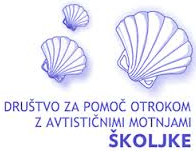 DRUŠTVO ZA POMOČ OTROKOM
Z AVTISTIČNIMI MOTNJAMI
ŠKOLJKE